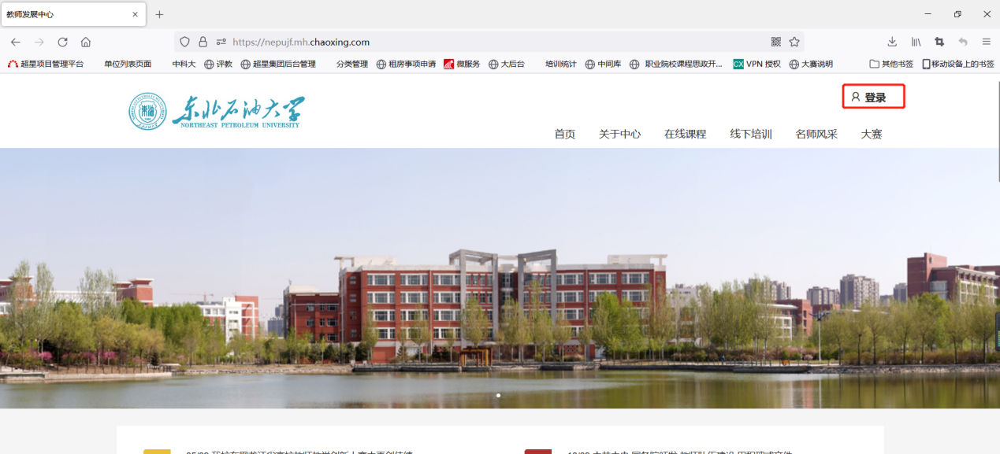 教师发展中心
https://nepujf.mh.chaoxing.com
超星项目管理平台 单位列表页面 中科大 评教 超星集团后台管理 分类管理 租房事项申请 微服务 大后台 培训统计 中间库 职业院校课程思政开... VPN 授权 大赛说明 其他书签 移动设备上的书签
登录
东北石油大学
NORTHEAST PETROLEUM UNIVERSITY
首页 关于中心 在线课程 线下培训 名师风采 大赛